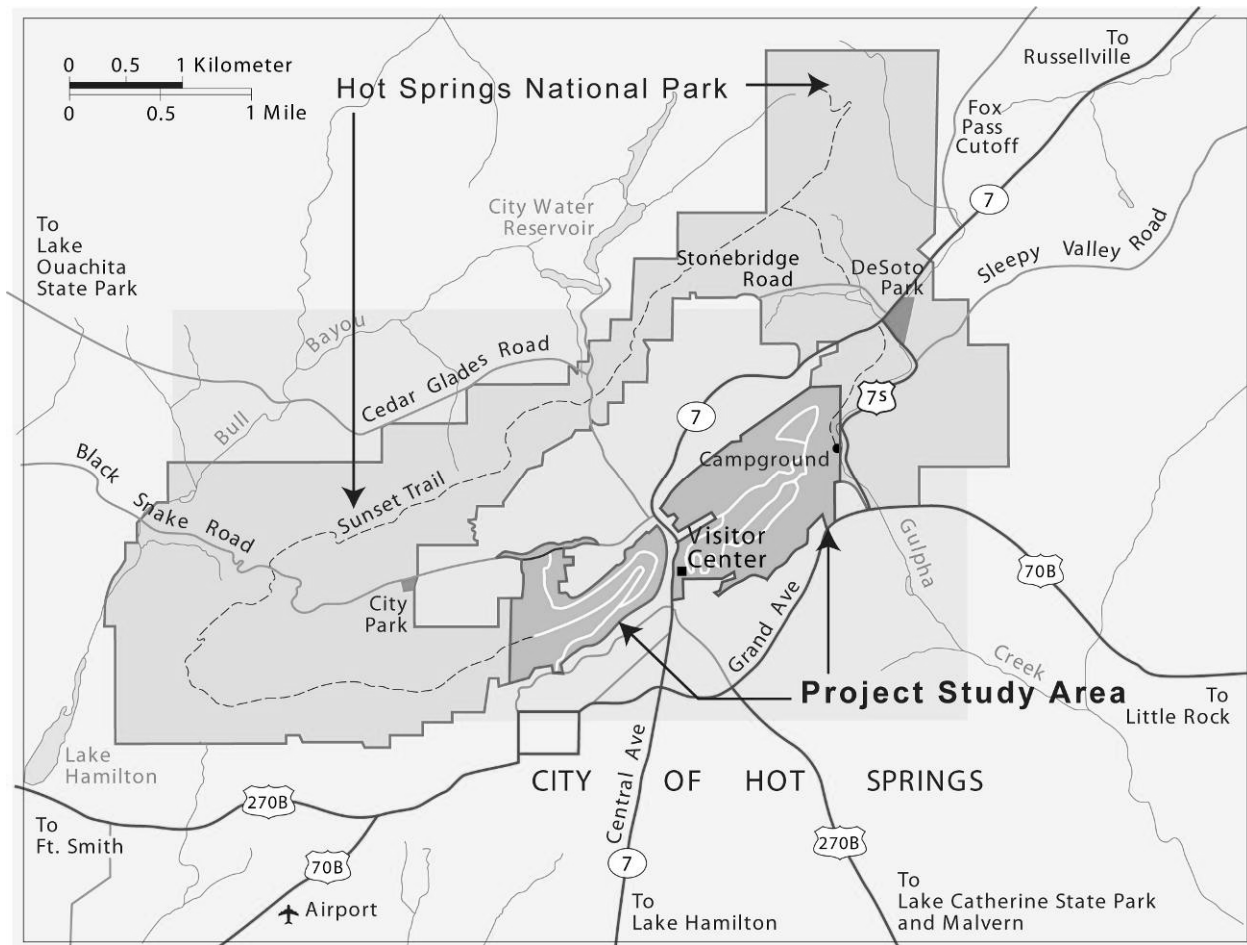 0 0.5 1 Kilometer
0 0.5 1 Mile
Hot Springs National Park
To
Russellville
Fox
Pass
Cutoff
7
Sleepy Valley Road
City Water
Reservoir
To
Lake
Ouachita
State Park
Stonebridge
Road
DeSoto
Park
Bayou
Bull
Cedar Glades Road
7
7S
Campground
Black Snake Road
Sunset Trail
Visitor
Center
Gulpha
Creek
70B
City
Park
Grand Ave
Project Study Area
To
Little Rock
Lake
Hamilton
CITY OF HOT SPRINGS
Central Ave
270B
To
Ft. Smith
70B
7
270B
Airport
To
Lake Hamilton
To
Lake Catherine State Park
and Malvern